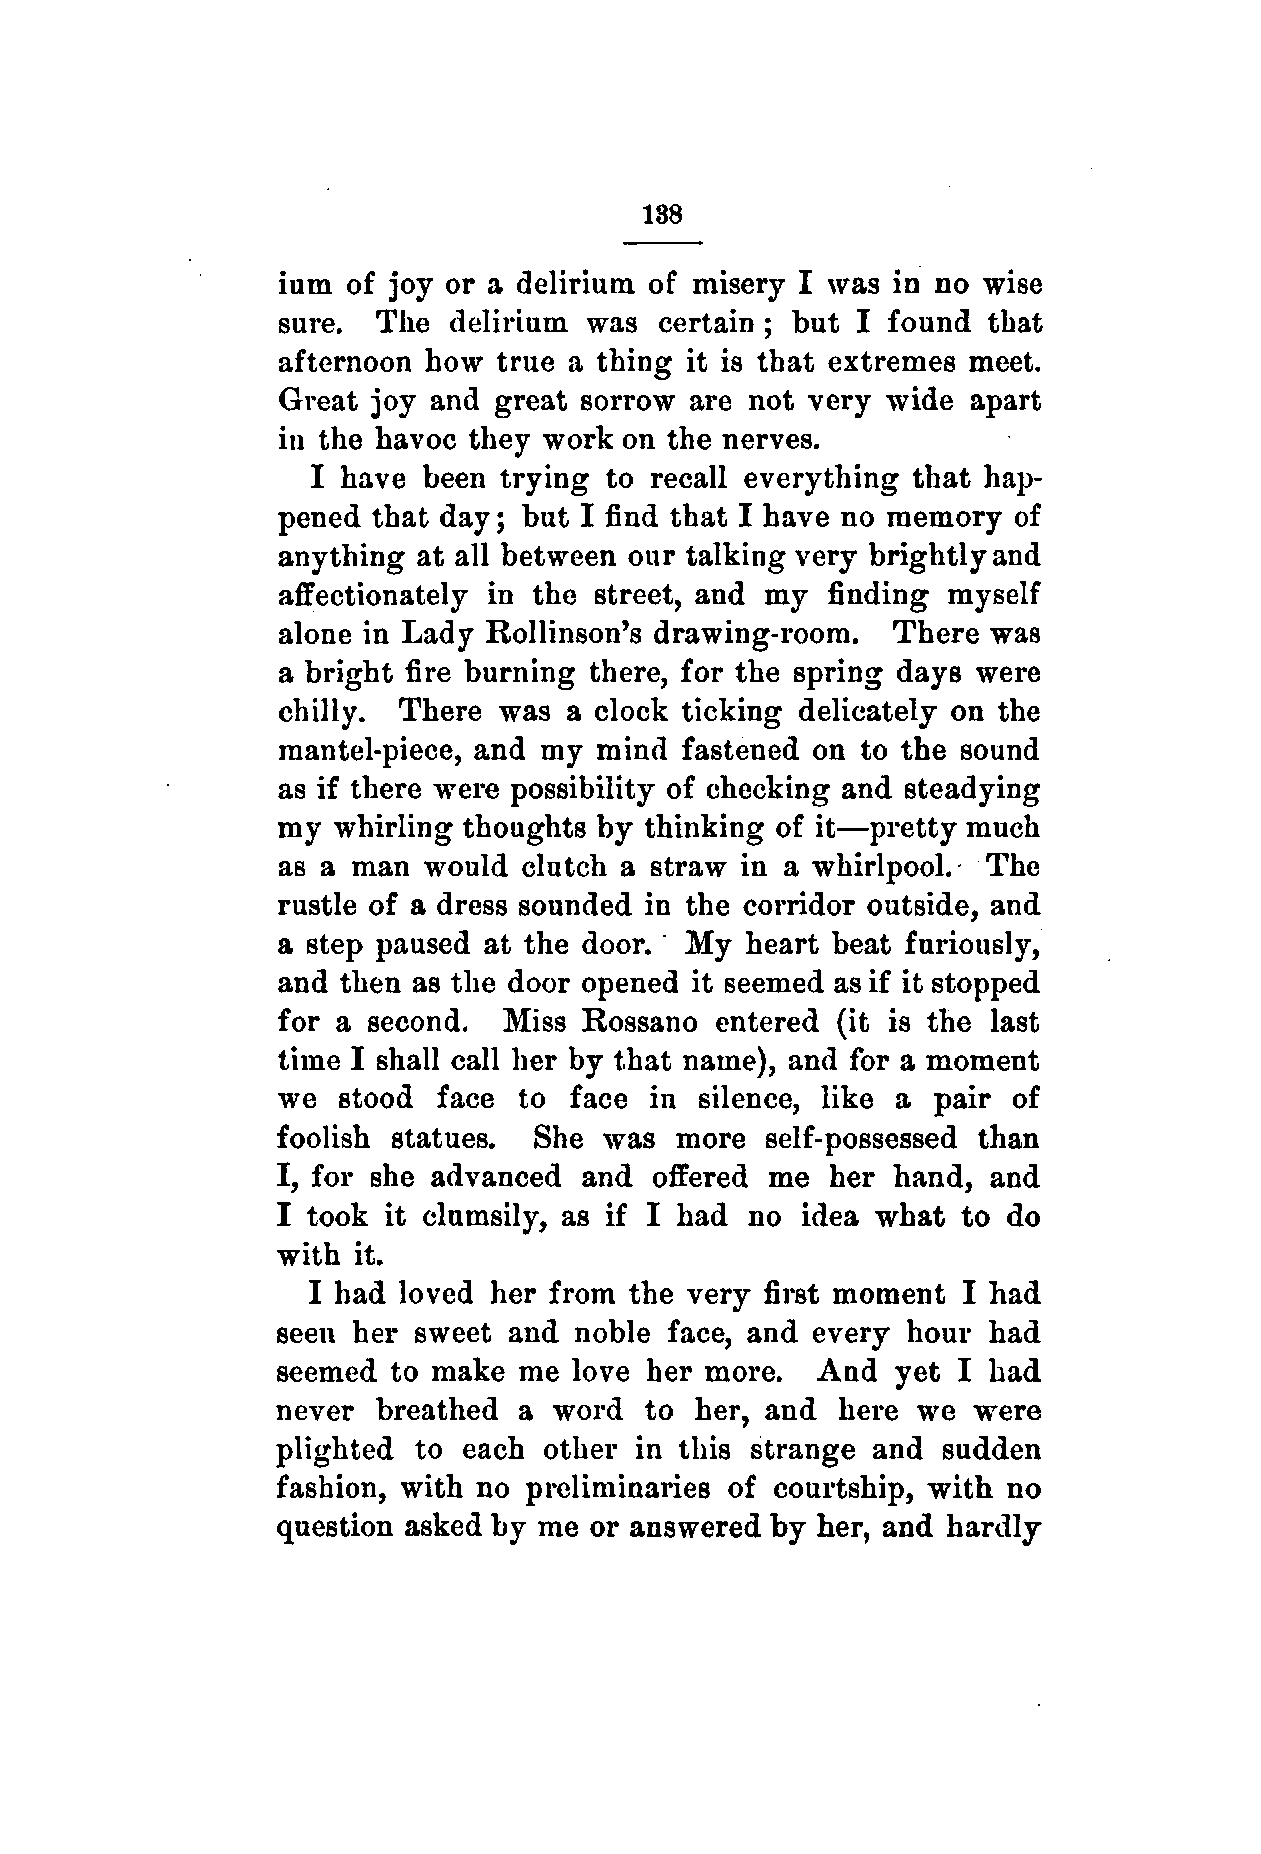 138
ium of joy or a delirium of misery I was in no wise
sure. The delirium was certain; but I found that
afternoon how true a thing it is that extremes meet.
Great joy and great sorrow are not very wide apart
in the havoc they work on the nerves.
I have been trying to recall everything that hap-
pened that day; but I find that I have no memory of
anything at all between our talking very brightly and
affectionately in the street, and my finding myself
alone in Lady Rollinson's drawing-room. There was
a bright fire burning there, for the spring days were
chilly. There was a clock ticking delicately on the
mantel-piece, and my mind fastened on to the sound
as if there were possibility of checking and steadying
my whirling thoughts by thinking of it—pretty much
as a man would clutch a straw in a whirlpool. The
rustle of a dress sounded in the corridor outside, and
a step paused at the door. My heart beat furiously,
and then as the door opened it seemed as if it stopped
for a second. Miss Rossano entered (it is the last
time I shall call her by that name), and for a moment
we stood face to face in silence, like a pair of
foolish statues. She was more self-possessed than
I, for she advanced and offered me her hand, and
I took it clumsily, as if I had no idea what to do
with it.
I had loved her from the very first moment I had
seen her sweet and noble face, and every hour had
seemed to make me love her more. And yet I had
never breathed a word to her, and here we were
plighted to each other in this strange and sudden
fashion, with no preliminaries of courtship, with no
question asked by me or answered by her, and hardly